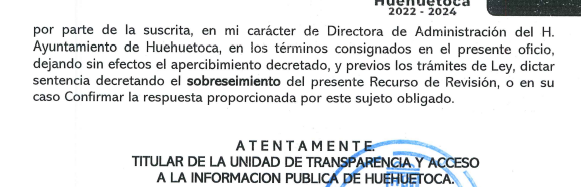 Huehuetoca
2022 - 2024
por parte de la suscrita, en mi carácter de Directora de Administración del H.
Ayuntamiento de Huehuetoca, en los términos consignados en el presente oficio,
dejando sin efectos el apercibimiento decretado, y previos los trámites de Ley, dictar
sentencia decretando el sobreseimiento del presente Recurso de Revisión, o en su
caso Confirmar la respuesta proporcionada por este sujeto obligado.
A T E N T A M E N T E.
TITULAR DE LA UNIDAD DE TRANSPARENCIA Y ACCESO
A LA INFORMACION PUBLICA DE HUEHUETOCA.